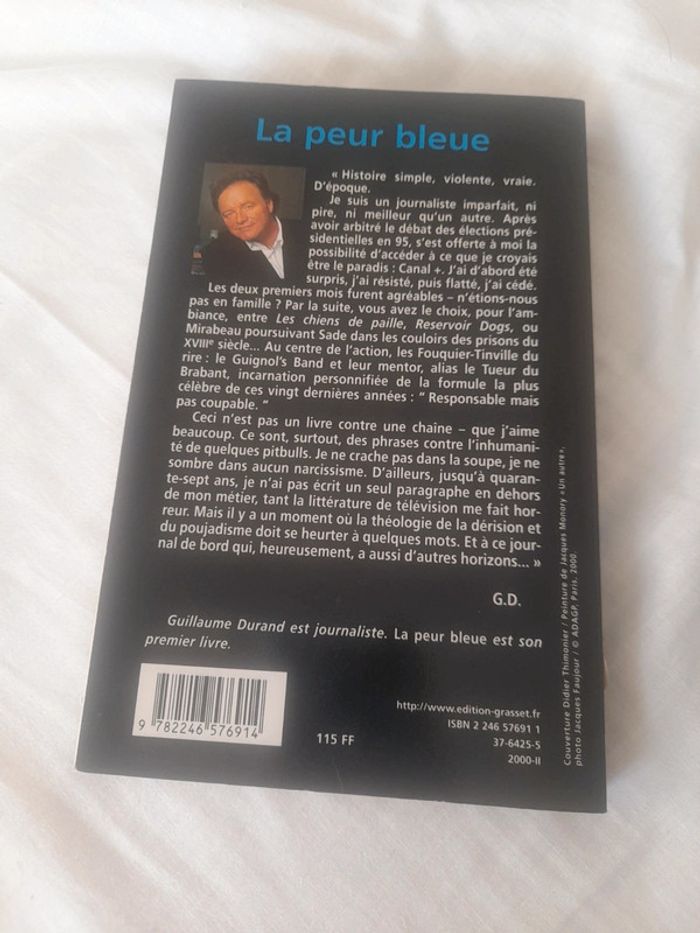 La peur bleue
« Histoire simple, violente, vraie.
D'époque.
Je suis un journaliste imparfait, ni
pire, ni meilleur qu'un autre. Après
avoir arbitré le débat des élections pré-
sidentielles en 95, s'est offerte à moi la
possibilité d'accéder à ce que je croyais
être le paradis : Canal +. J'ai d'abord été
surpris, j'ai résisté, puis flatté, j'ai cédé.
Les deux premiers mois furent agréables – n'étions-nous
pas en famille ? Par la suite, vous avez le choix, pour l'am-
biance, entre Les chiens de paille, Reservoir Dogs, ou
Mirabeau poursuivant Sade dans les couloirs des prisons du
XVIIIe siècle... Au centre de l'action, les Fouquier-Tinville du
rire : le Guignol's Band et leur mentor, alias le Tueur du
Brabant, incarnation personnifiée de la formule la plus
célèbre de ces vingt dernières années : " Responsable mais
pas coupable. "
Ceci n'est pas un livre contre une chaîne – que j'aime
beaucoup. Ce sont, surtout, des phrases contre l'inhumani-
té de quelques pitbulls. Je ne crache pas dans la soupe, je ne
sombre dans aucun narcissisme. D'ailleurs, jusqu'à quaran-
te-sept ans, je n'ai pas écrit un seul paragraphe en dehors
de mon métier, tant la littérature de télévision me fait hor-
reur. Mais il y a un moment où la théologie de la dérision et
du poujadisme doit se heurter à quelques mots. Et à ce jour-
nal de bord qui, heureusement, a aussi d'autres horizons... »
G.D.
Guillaume Durand est journaliste. La peur bleue est son
premier livre.
9 782246 576914
115 FF
http://www.edition-grasset.fr
ISBN 2 246 57691 1
37-6425-5
2000-II
Couverture Didier Thimonier / Peinture de Jacques Monory «Un autre»,
photo Jacques Faujour / © ADAGP, Paris, 2000.